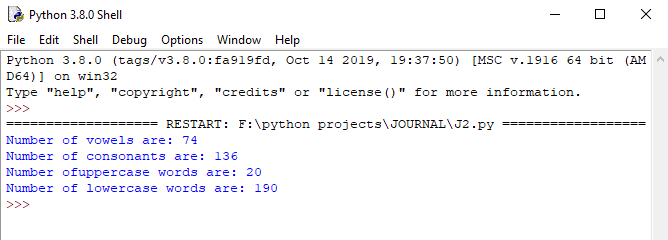 Python 3.8.0 Shell
File Edit Shell Debug Options Window Help
Python 3.8.0 (tags/v3.8.0:fa919fd, Oct 14 2019, 19:37:50) [MSC v.1916 64 bit (AM
D64)] on win32
Type "help", "copyright", "credits" or "license()" for more information.
>>>
=================== RESTART: F:\python projects\JOURNAL\J2.py ==================
Number of vowels are: 74
Number of consonants are: 136
Number ofuppercase words are: 20
Number of lowercase words are: 190
>>>